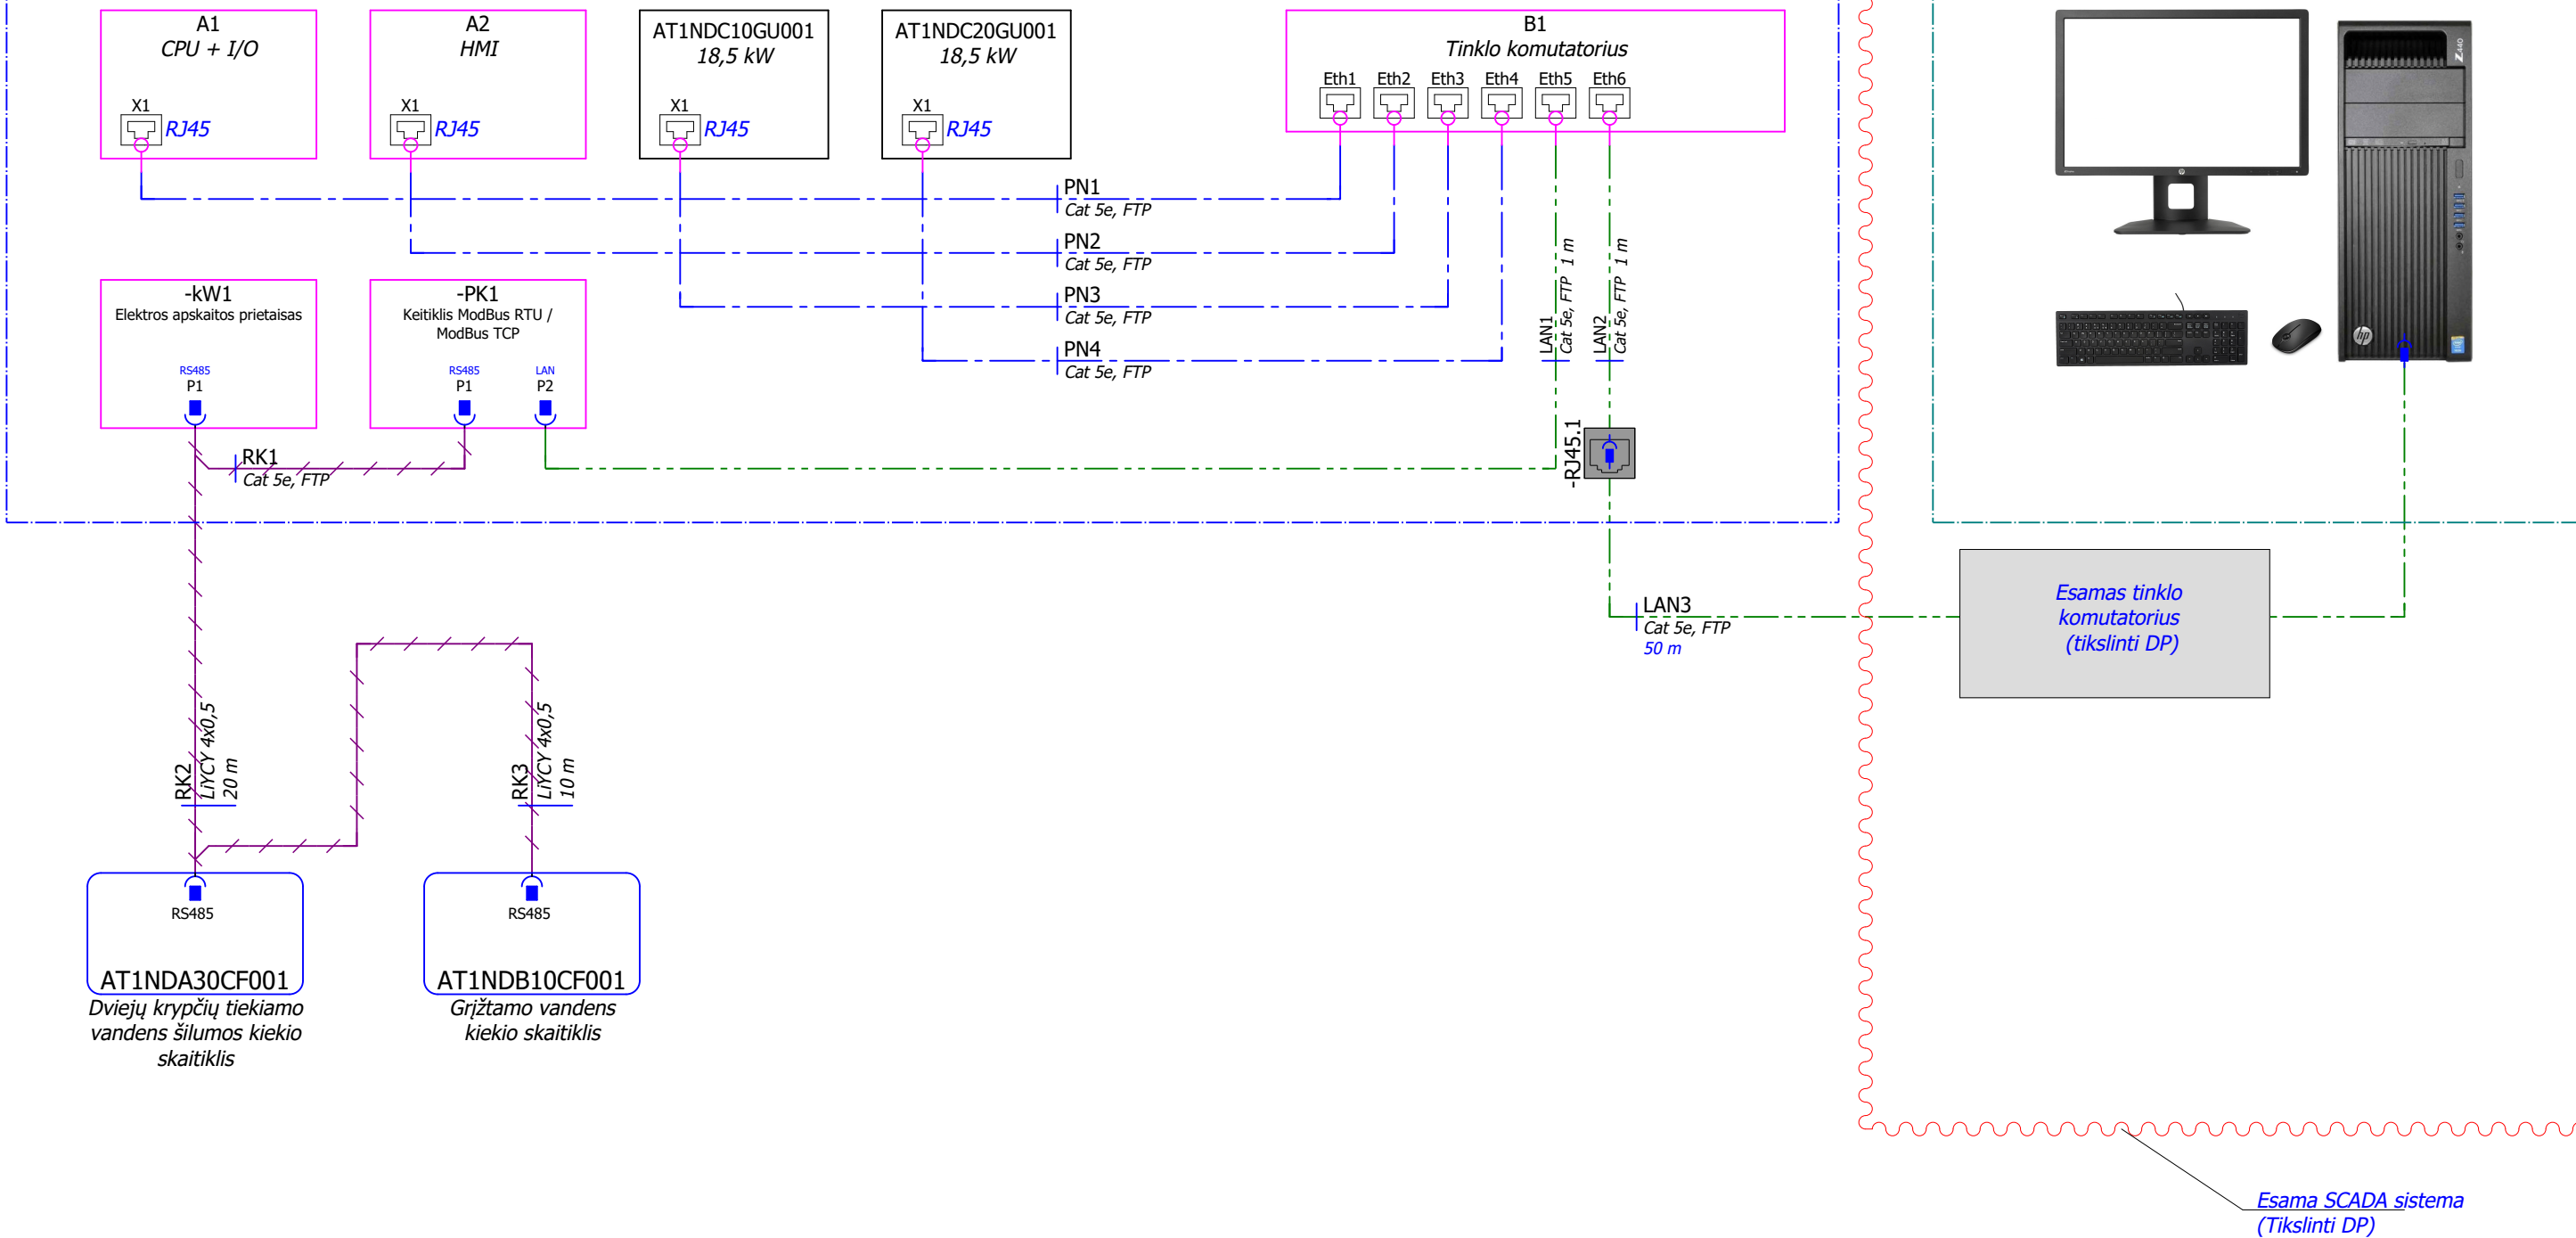 A1
CPU + I/O
X1
RJ45
A2
HMI
X1
RJ45
AT1NDC10GU001
18,5 kW
X1
RJ45
AT1NDC20GU001
18,5 kW
X1
RJ45
B1
Tinklo komutatorius
Eth1
Eth2
Eth3
Eth4
Eth5
Eth6
PN1
Cat 5e, FTP
PN2
Cat 5e, FTP
PN3
Cat 5e, FTP
PN4
Cat 5e, FTP
LAN1
Cat 5e, FTP 1 m
LAN2
Cat 5e, FTP 1 m
-kW1
Elektros apskaitos prietaisas
RS485
P1
-PK1
Keitiklis ModBus RTU /
ModBus TCP
RS485
P1
LAN
P2
RK1
Cat 5e, FTP
-RJ45.1
LAN3
Cat 5e, FTP
50 m
Esamas tinklo
komutatorius
(tikslinti DP)
Z440
hp
RK2
LiYCY 4x0,5
20 m
RK3
LiYCY 4x0,5
10 m
RS485
AT1NDA30CF001
Dviejų krypčių tiekiamo
vandens šilumos kiekio
skaitiklis
RS485
AT1NDB10CF001
Grįžtamo vandens
kiekio skaitiklis
Esama SCADA sistema
(Tikslinti DP)